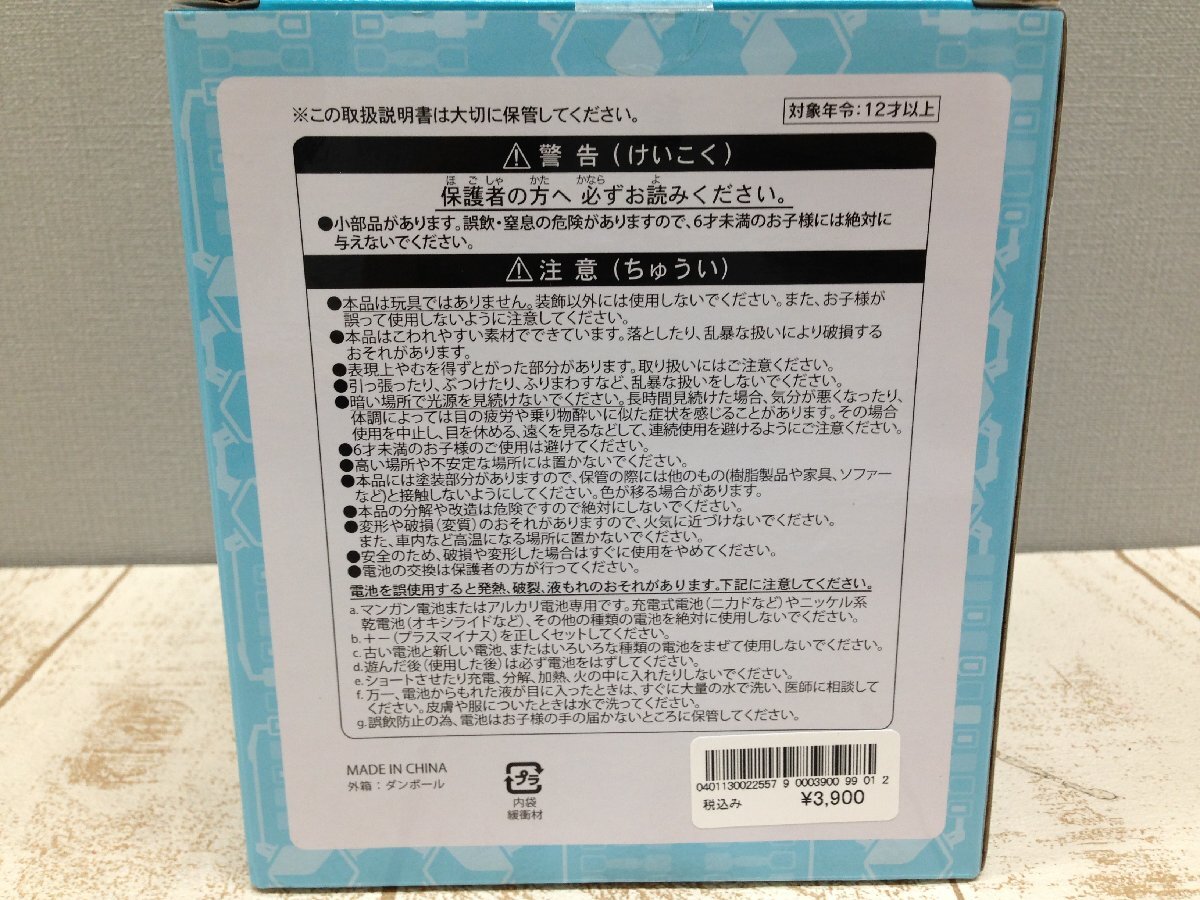 ※この取扱説明書は大切に保管してください。
対象年令：12才以上
⚠ 警 告 （けいこく）
ほ ご しゃ かた かなら よ
保護者の方へ 必ずお読みください。
●小部品があります。誤飲・窒息の危険がありますので、6才未満のお子様には絶対に
与えないでください。
⚠ 注 意 （ちゅうい）
●本品は玩具ではありません。装飾以外には使用しないでください。また、お子様が
誤って使用しないように注意してください。
●本品はこわれやすい素材でできています。落としたり、乱暴な扱いにより破損する
おそれがあります。
●表現上やむを得ずとがった部分があります。取り扱いにはご注意ください。
●引っ張ったり、ぶつけたり、ふりまわすなど、乱暴な扱いをしないでください。
●暗い場所で光源を見続けないでください。長時間見続けた場合、気分が悪くなったり、
体調によっては目の疲労や乗り物酔いに似た症状を感じることがあります。その場合
使用を中止し、目を休める、遠くを見るなどして、連続使用を避けるようにご注意ください。
●6才未満のお子様のご使用は避けてください。
●高い場所や不安定な場所には置かないでください。
●本品には塗装部分がありますので、保管の際には他のもの(樹脂製品や家具、ソファー
など)と接触しないようにしてください。色が移る場合があります。
●本品の分解や改造は危険ですので絶対にしないでください。
●変形や破損（変質）のおそれがありますので、火気に近づけないでください。
また、車内など高温になる場所に置かないでください。
●安全のため、破損や変形した場合はすぐに使用をやめてください。
●電池の交換は保護者の方が行ってください。
電池を誤使用すると発熱、破裂、液もれのおそれがあります。下記に注意してください。
a.マンガン電池またはアルカリ電池専用です。充電式電池（ニカドなど）やニッケル系
乾電池（オキシライドなど）、その他の種類の電池を絶対に使用しないでください。
b.＋－（プラスマイナス）を正しくセットしてください。
c.古い電池と新しい電池、またはいろいろな種類の電池をまぜて使用しないでください。
d.遊んだ後（使用した後）は必ず電池をはずしてください。
e.ショートさせたり充電、分解、加熱、火の中に入れたりしないでください。
f.万一、電池からもれた液が目に入ったときは、すぐに大量の水で洗い、医師に相談して
ください。皮膚や服についたときは水で洗ってください。
g.誤飲防止の為、電池はお子様の手の届かないところに保管してください。
MADE IN CHINA
外箱：ダンボール
プラ
内袋
緩衝材
0401130022557 9 0003900 99 01 2
税込み ¥3,900